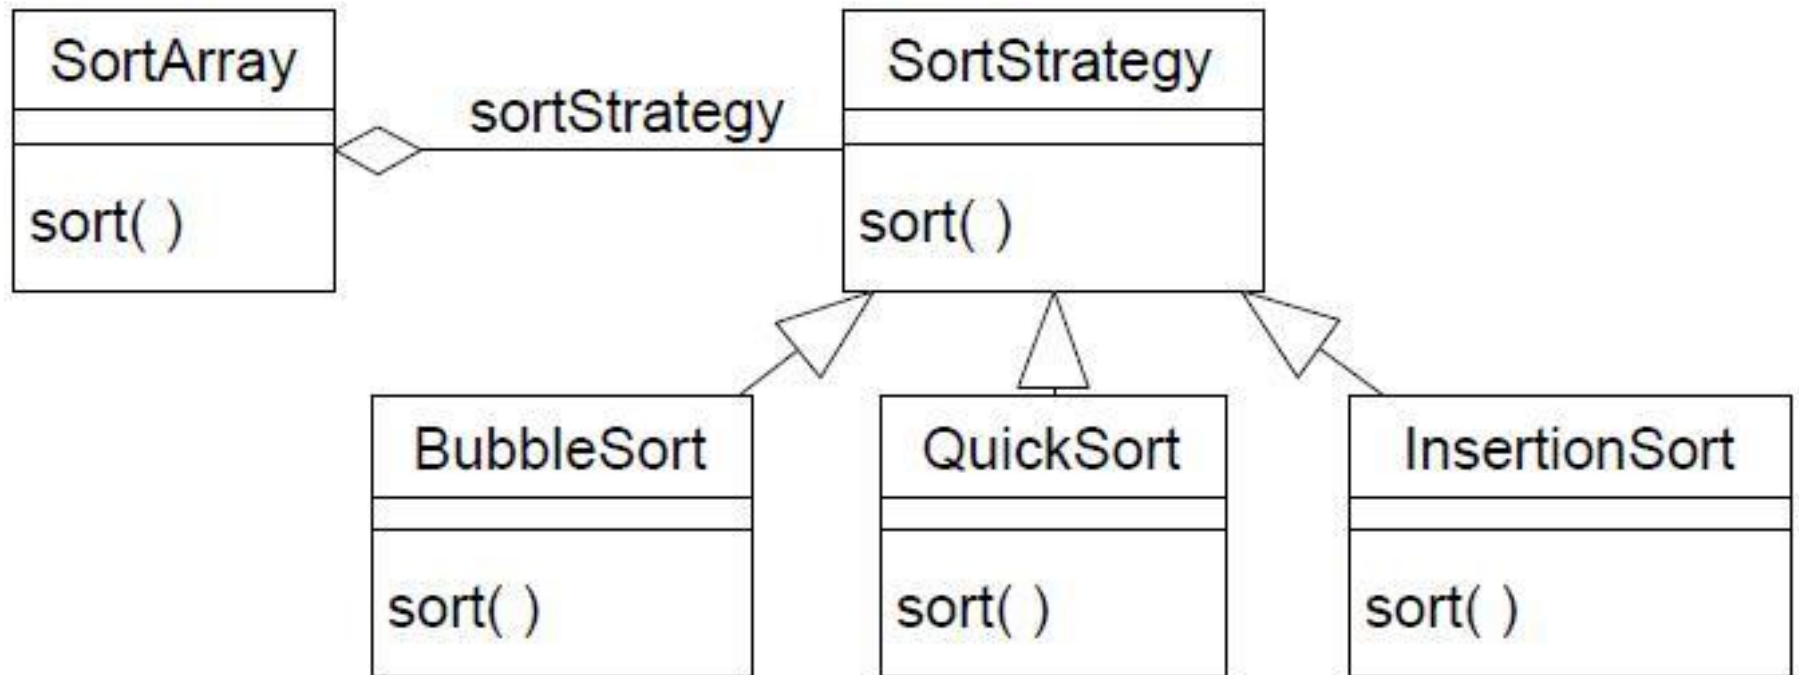 SortArray
sort( )
sortStrategy
SortStrategy
sort( )
BubbleSort
sort( )
QuickSort
sort( )
InsertionSort
sort( )